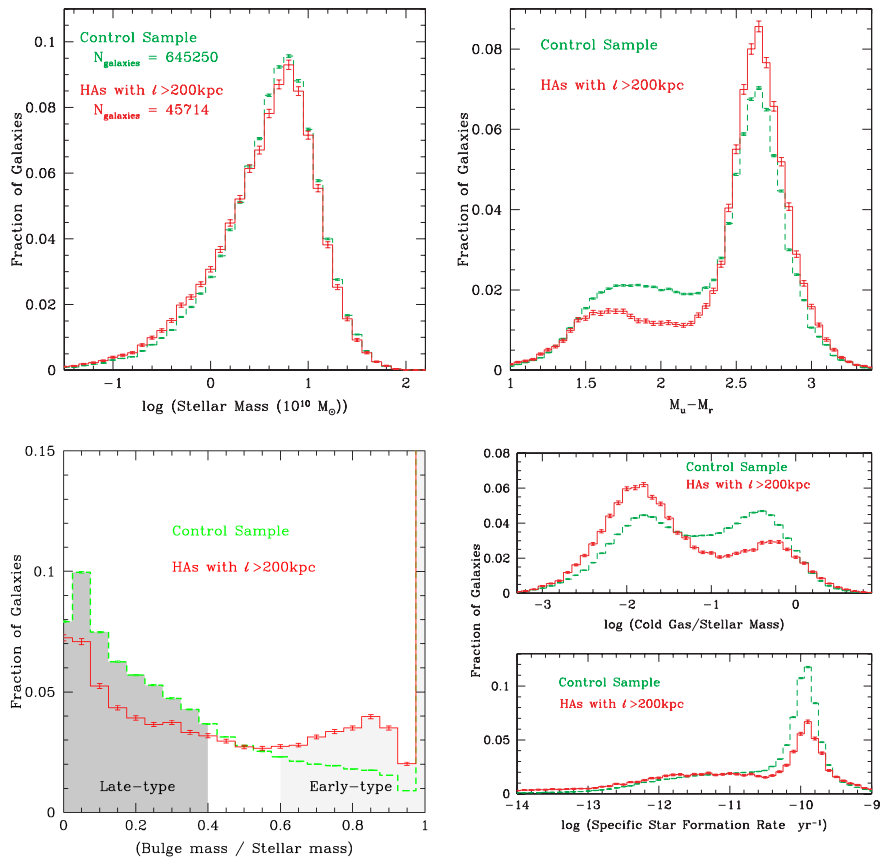 Control Sample
N_galaxies = 645250
HAs with ℓ>200kpc
N_galaxies = 45714
Fraction of Galaxies
0.1
0.08
0.06
0.04
0.02
0
-1 0 1 2
log (Stellar Mass (10¹⁰ M⊙))
Control Sample
HAs with ℓ>200kpc
Fraction of Galaxies
0.08
0.06
0.04
0.02
0
1 1.5 2 2.5 3
M_u-M_r
Control Sample
HAs with ℓ>200kpc
Fraction of Galaxies
0.15
0.1
0.05
0
Late-type
Early-type
0 0.2 0.4 0.6 0.8 1
(Bulge mass / Stellar mass)
Control Sample
HAs with ℓ>200kpc
0.08
0.06
0.04
0.02
0
-3 -2 -1 0
log (Cold Gas/Stellar Mass)
Fraction of Galaxies
Control Sample
HAs with ℓ>200kpc
0.1
0.05
0
-14 -13 -12 -11 -10 -9
log (Specific Star Formation Rate yr⁻¹)